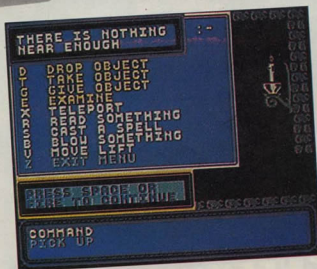 THERE IS NOTHING
NEAR ENOUGH
:-
D DROP OBJECT
T TAKE OBJECT
G GIVE OBJECT
E EXAMINE
X TELEPORT
R READ SOMETHING
S CAST A SPELL
B BLOW SOMETHING
U MOVE LIFT
Z EXIT MENU
PRESS SPACE OR
FIRE TO CONTINUE
COMMAND
PICK UP